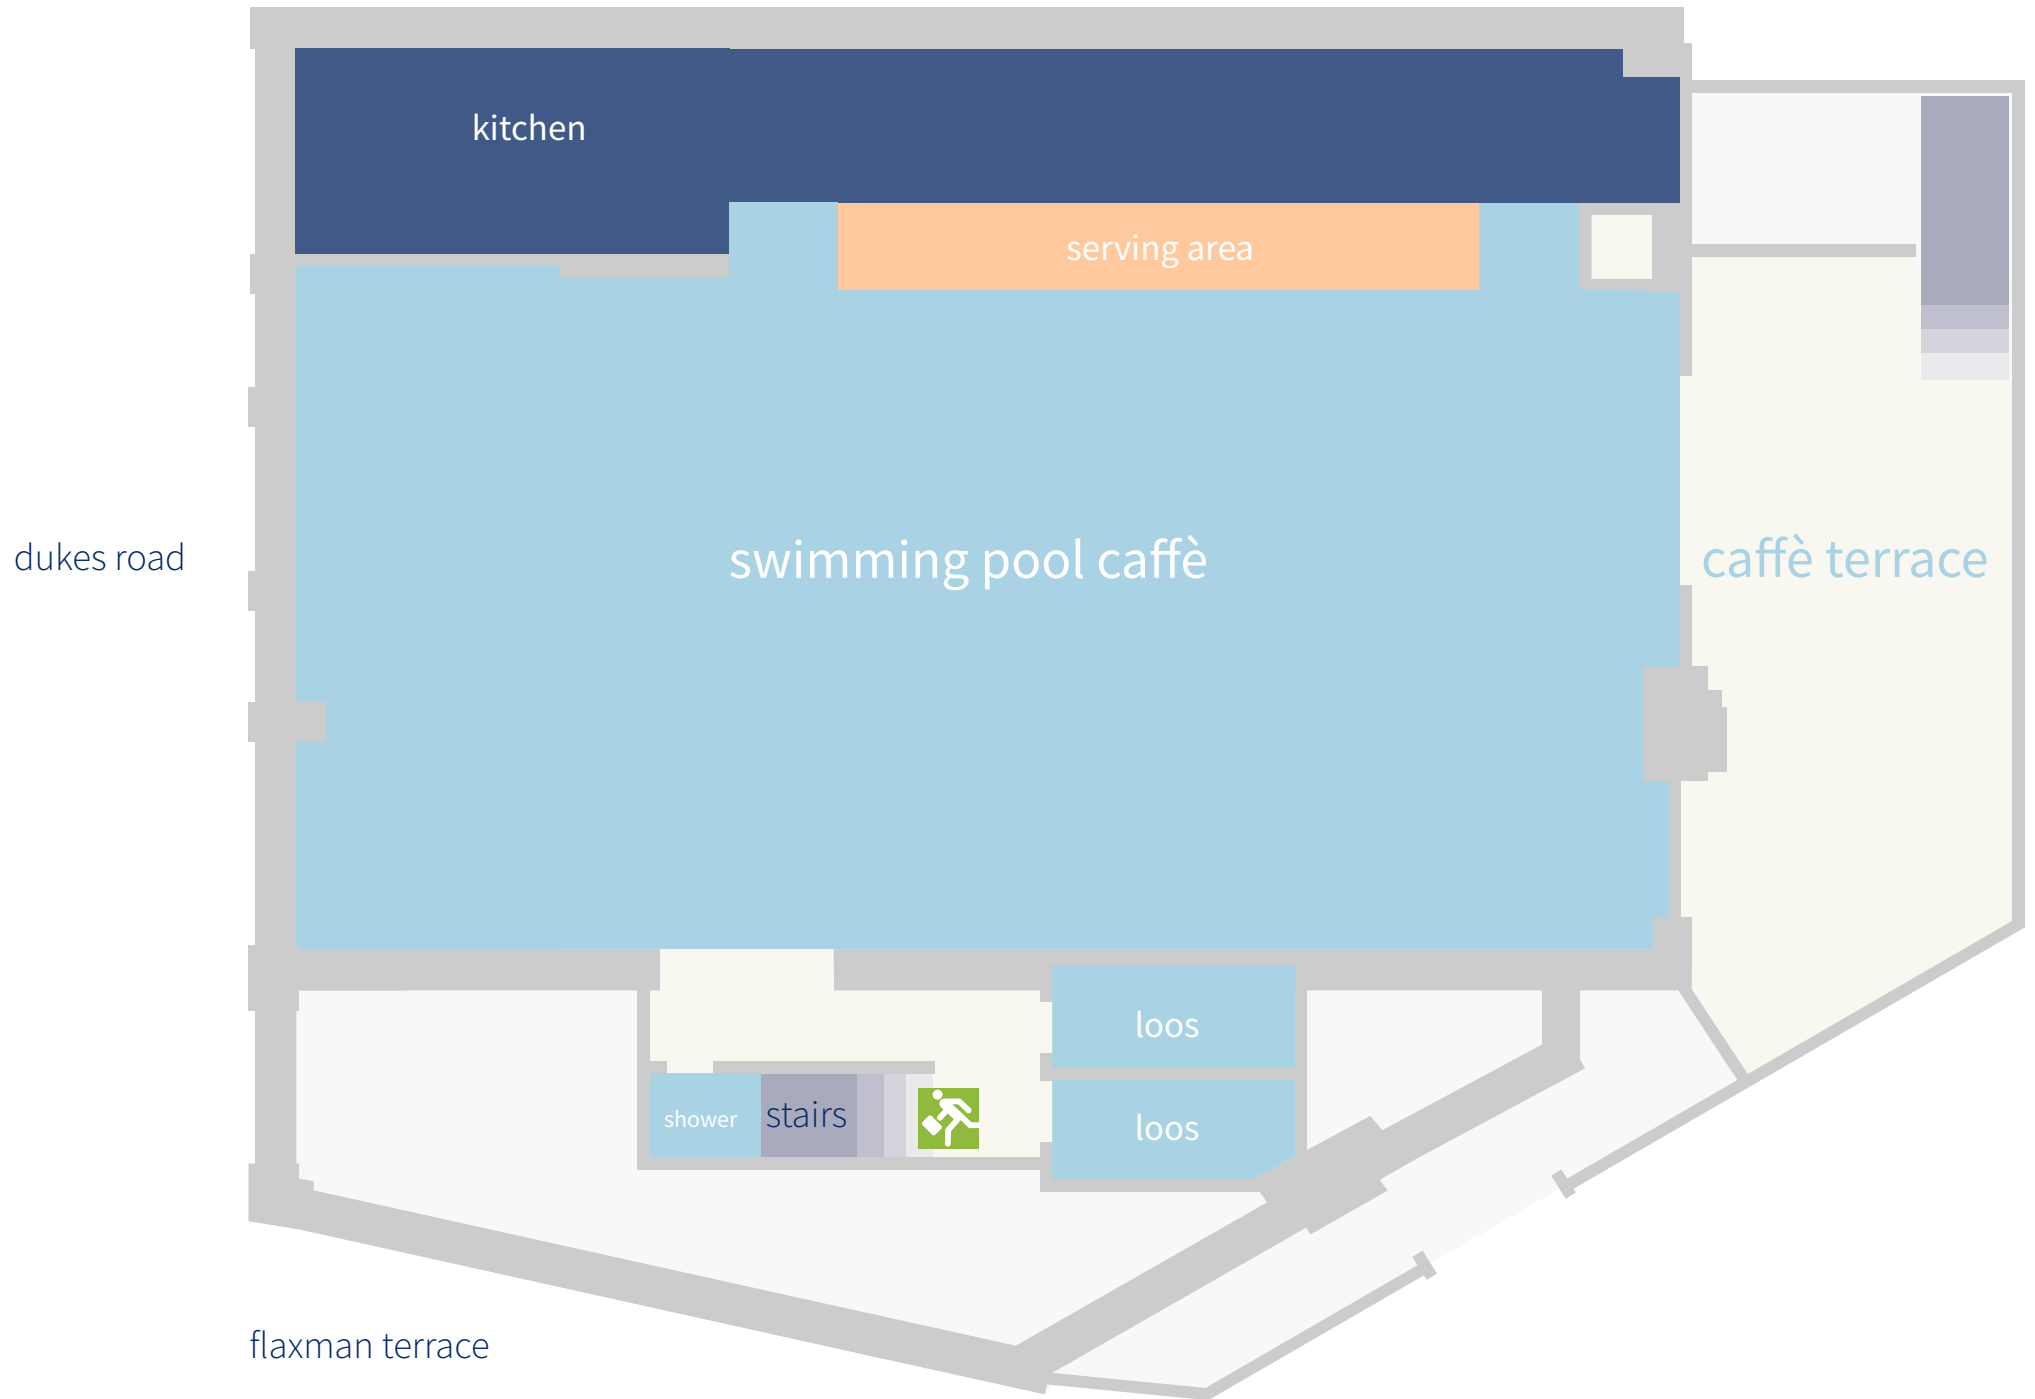 kitchen
serving area
dukes road
swimming pool caffè
caffè terrace
loos
shower
stairs
loos
flaxman terrace